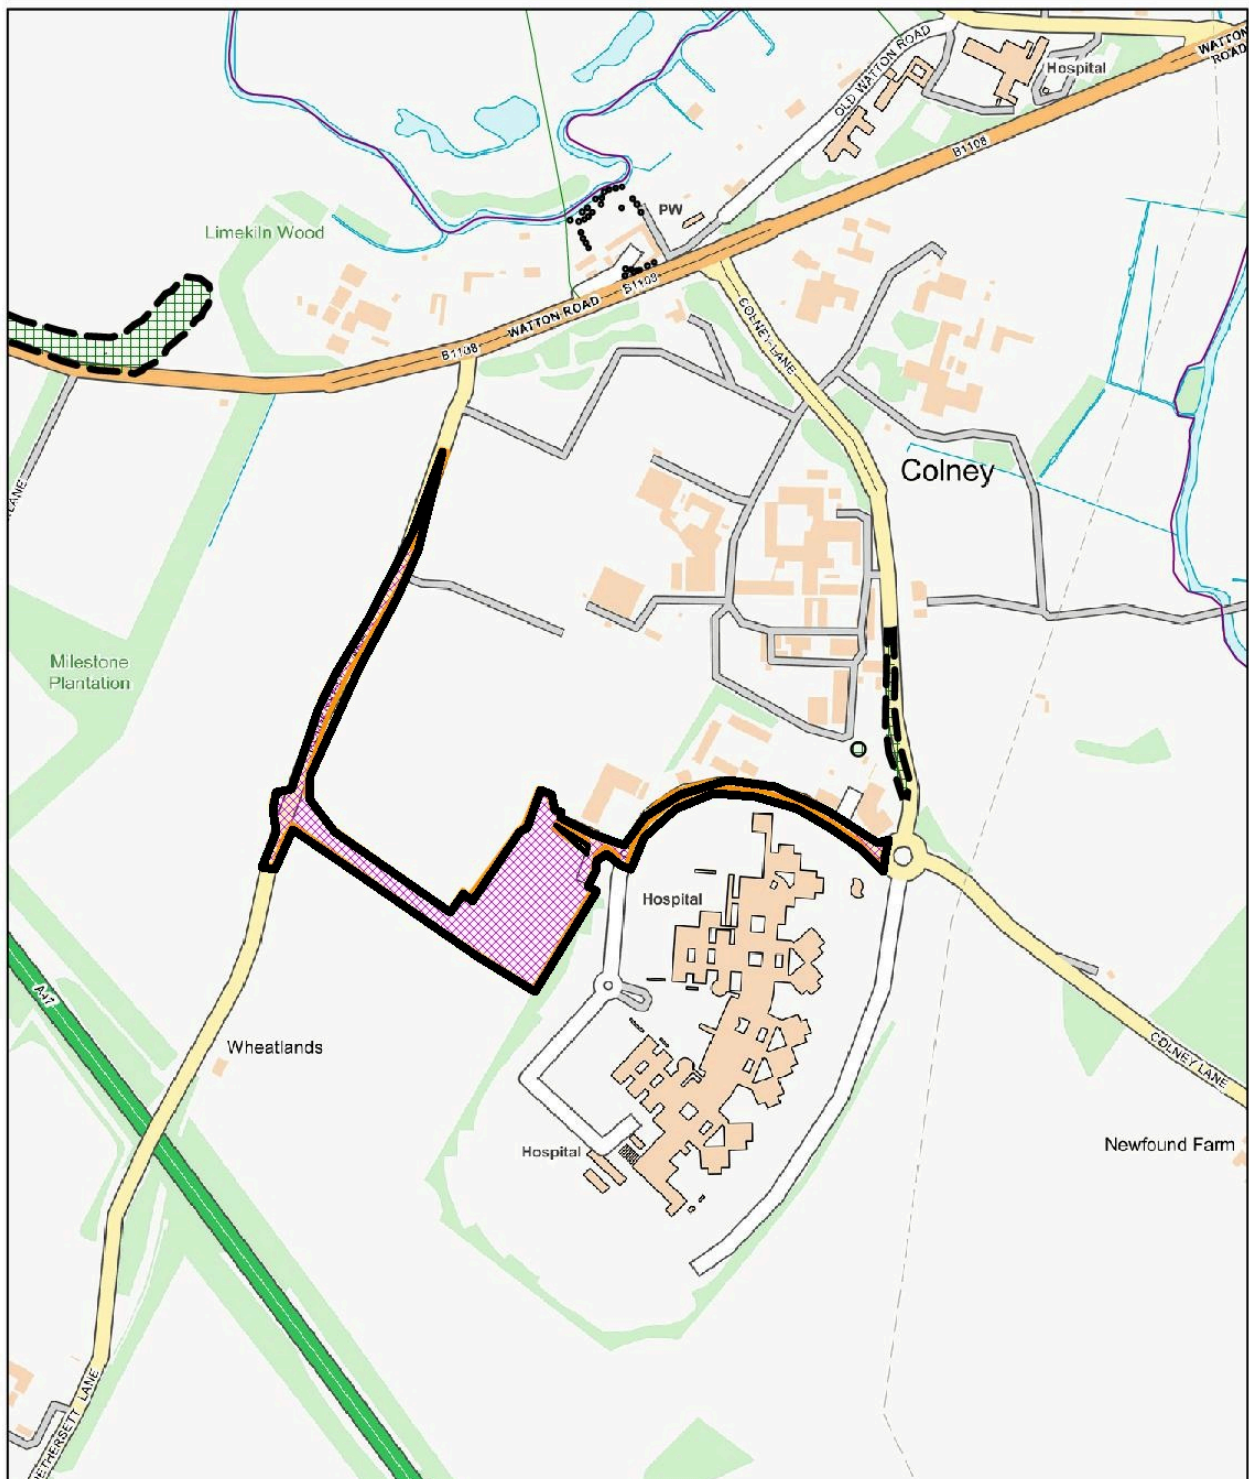 WATTON
ROAD
OLD WATTON ROAD
Hospital
B1108
PW
Limekiln Wood
B1108
WATTON ROAD
COLNEY LANE
B1108
Colney
LANE
Milestone
Plantation
Hospital
A47
Wheatlands
COLNEY LANE
Newfound Farm
Hospital
LANE